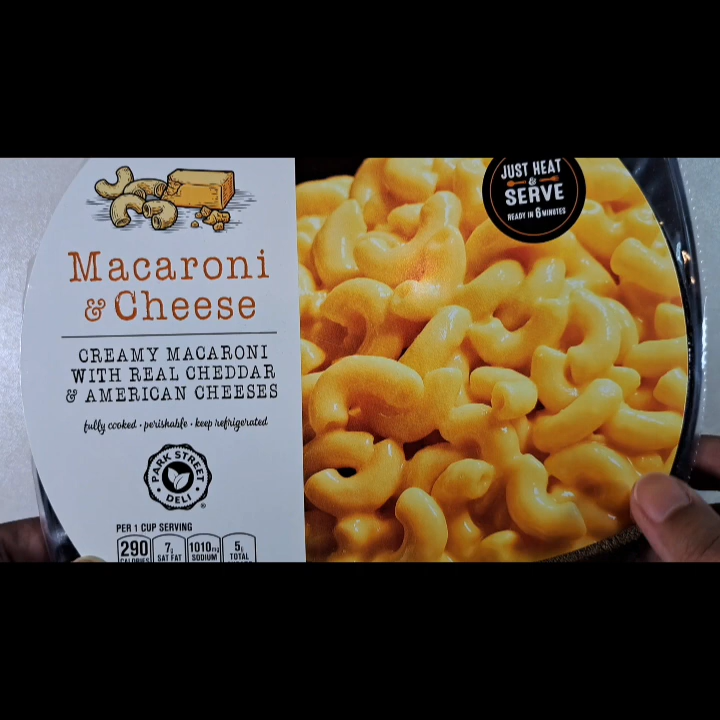 Macaroni
& Cheese
CREAMY MACARONI
WITH REAL CHEDDAR
& AMERICAN CHEESES
fully cooked · perishable · keep refrigerated
PARK STREET
DELI
®
PER 1 CUP SERVING
290 7g 1010mg 5g
CALORIES SAT FAT SODIUM TOTAL
JUST HEAT
&
SERVE
READY IN 6 MINUTES